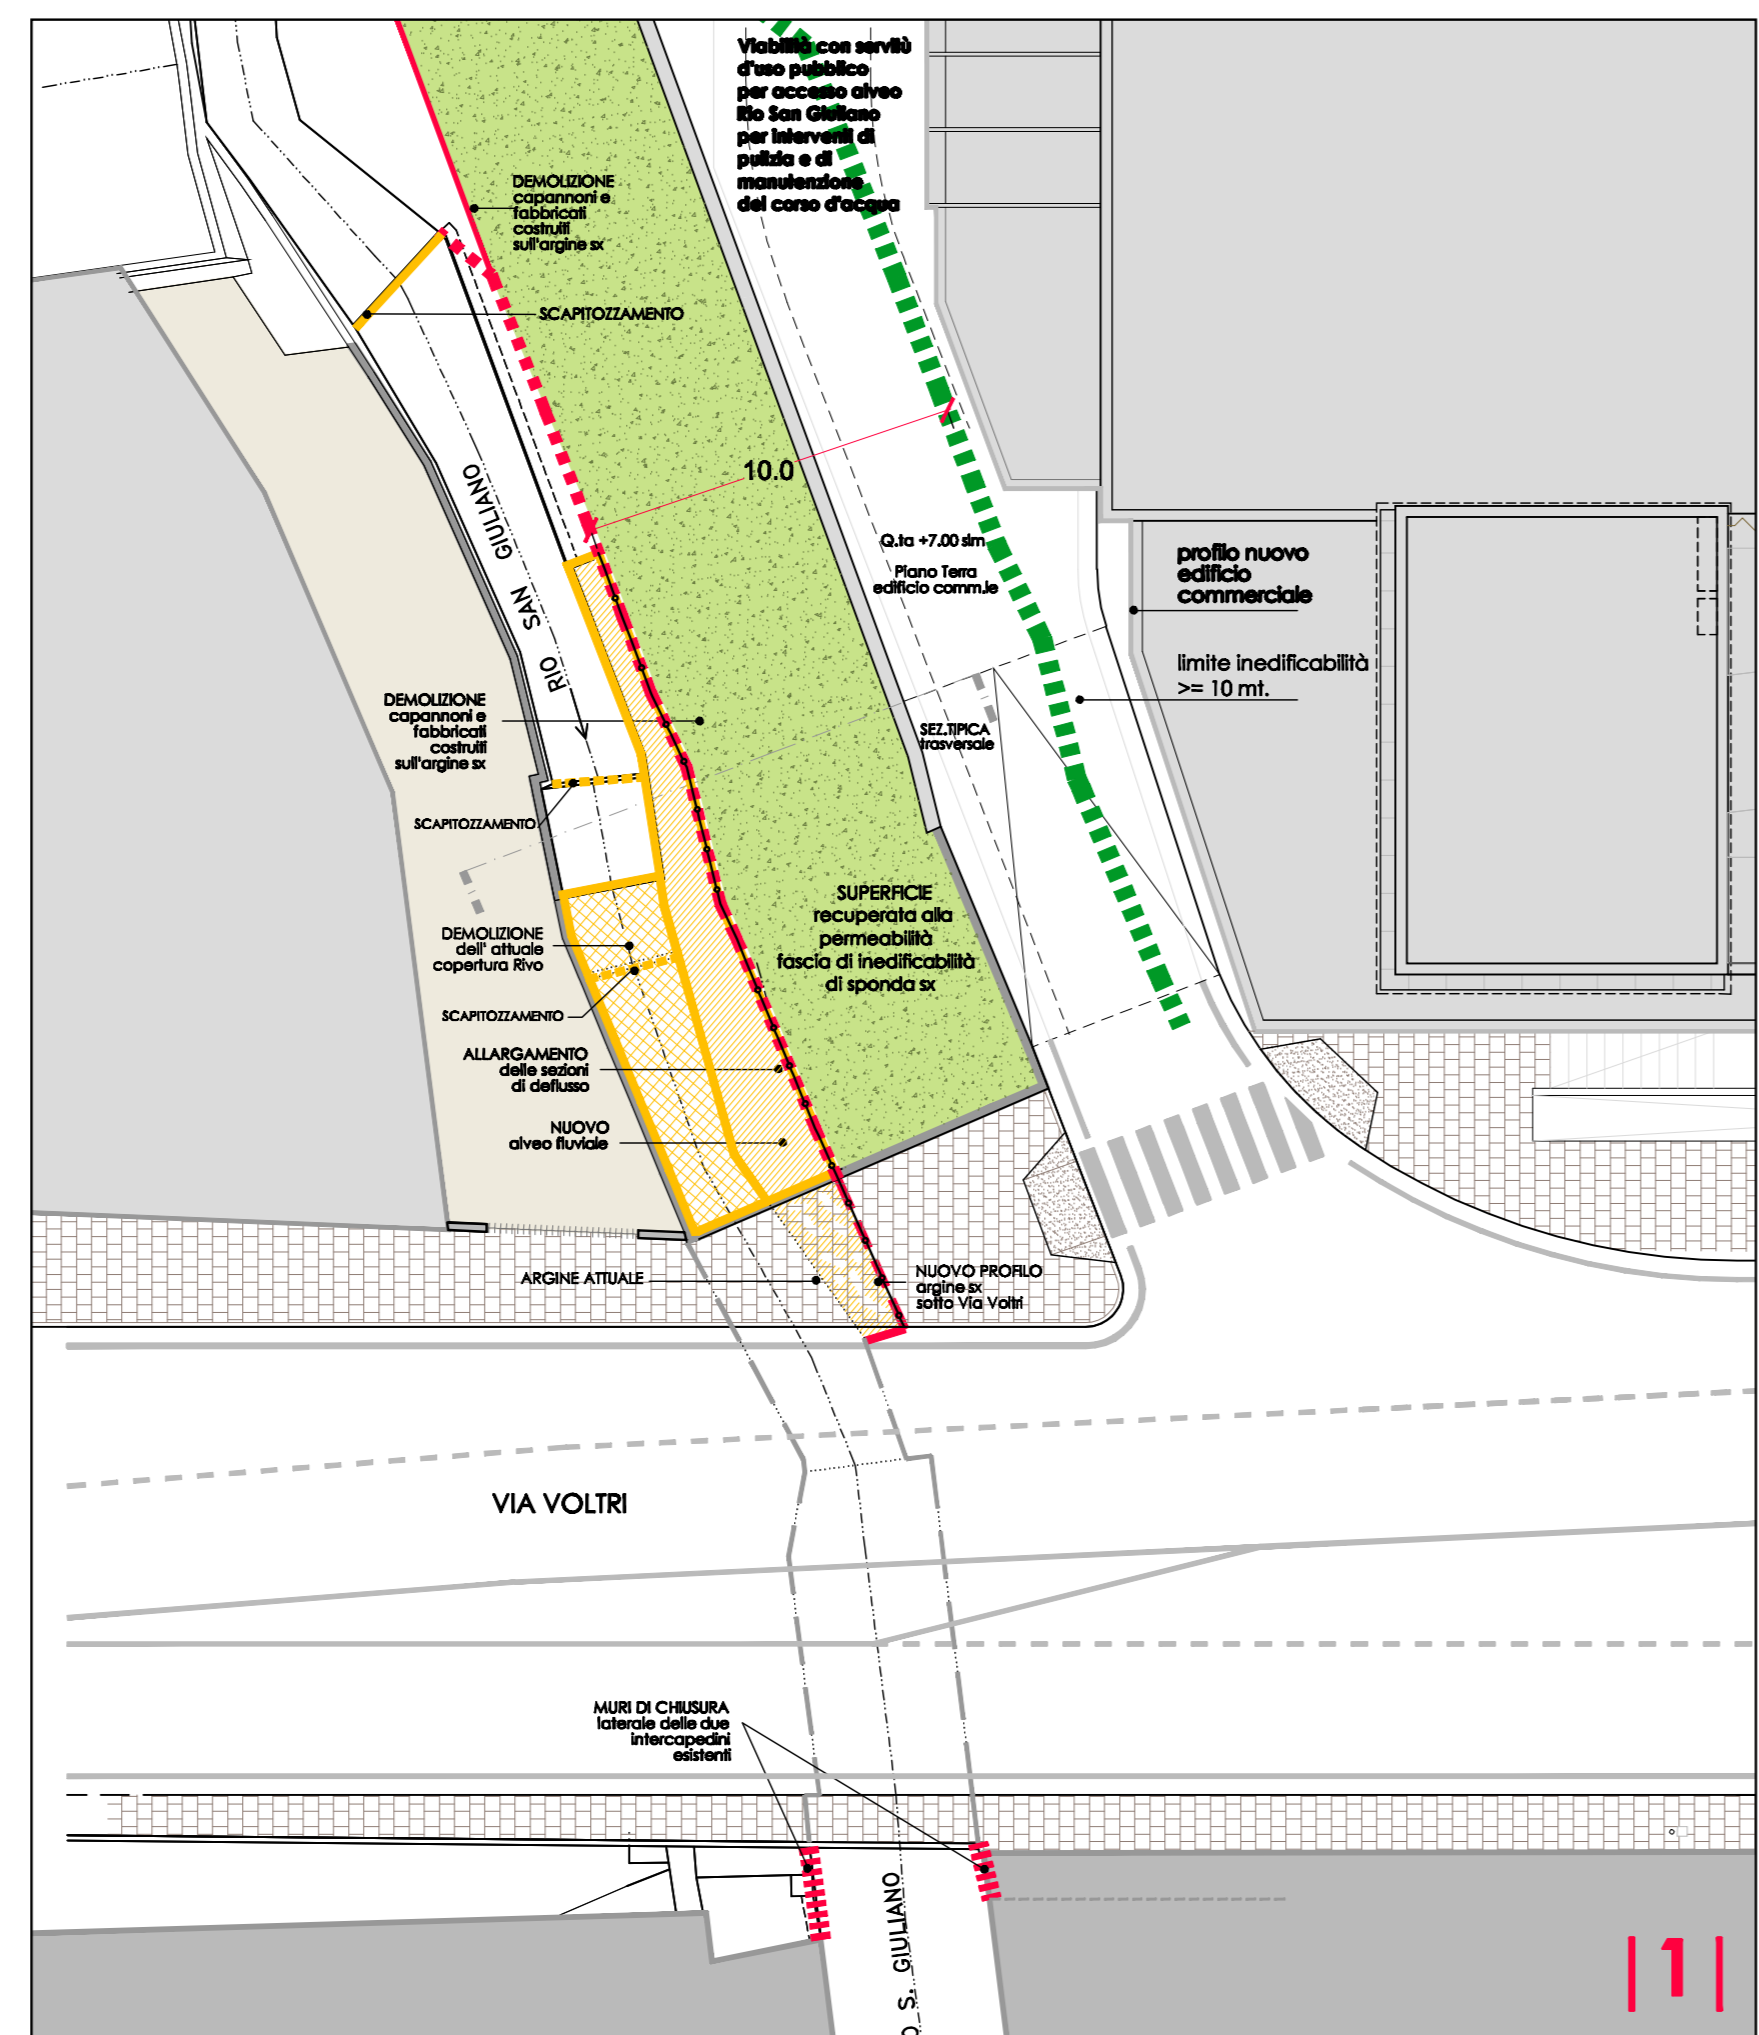 Viabilità con servitù
d'uso pubblico
per accesso alveo
Rio San Giuliano
per interventi di
pulizia e di
manutenzione
del corso d'acqua
DEMOLIZIONE
capannoni e
fabbricati
costruiti
sull'argine sx
SCAPITOZZAMENTO
10.0
RIO SAN GIULIANO
Q.ta +7.00 slm
Piano Terra
edificio comm.le
profilo nuovo
edificio
commerciale
limite inedificabilità
>= 10 mt.
DEMOLIZIONE
capannoni e
fabbricati
costruiti
sull'argine sx
SEZ.TIPICA
trasversale
SCAPITOZZAMENTO
SUPERFICIE
recuperata alla
permeabilità
fascia di inedificabilità
di sponda sx
DEMOLIZIONE
dell' attuale
copertura Rivo
SCAPITOZZAMENTO
ALLARGAMENTO
delle sezioni
di deflusso
NUOVO
alveo fluviale
ARGINE ATTUALE
NUOVO PROFILO
argine sx
sotto Via Voltri
VIA VOLTRI
MURI DI CHIUSURA
laterale delle due
intercapedini
esistenti
O S. GIULIANO
|1|